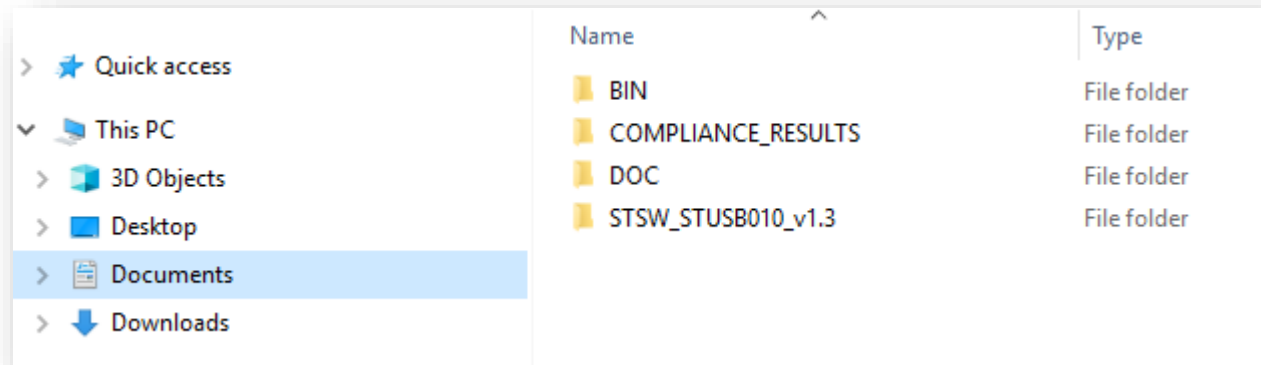 Quick access
This PC
3D Objects
Desktop
Documents
Downloads
Name Type
BIN File folder
COMPLIANCE_RESULTS File folder
DOC File folder
STSW_STUSB010_v1.3 File folder